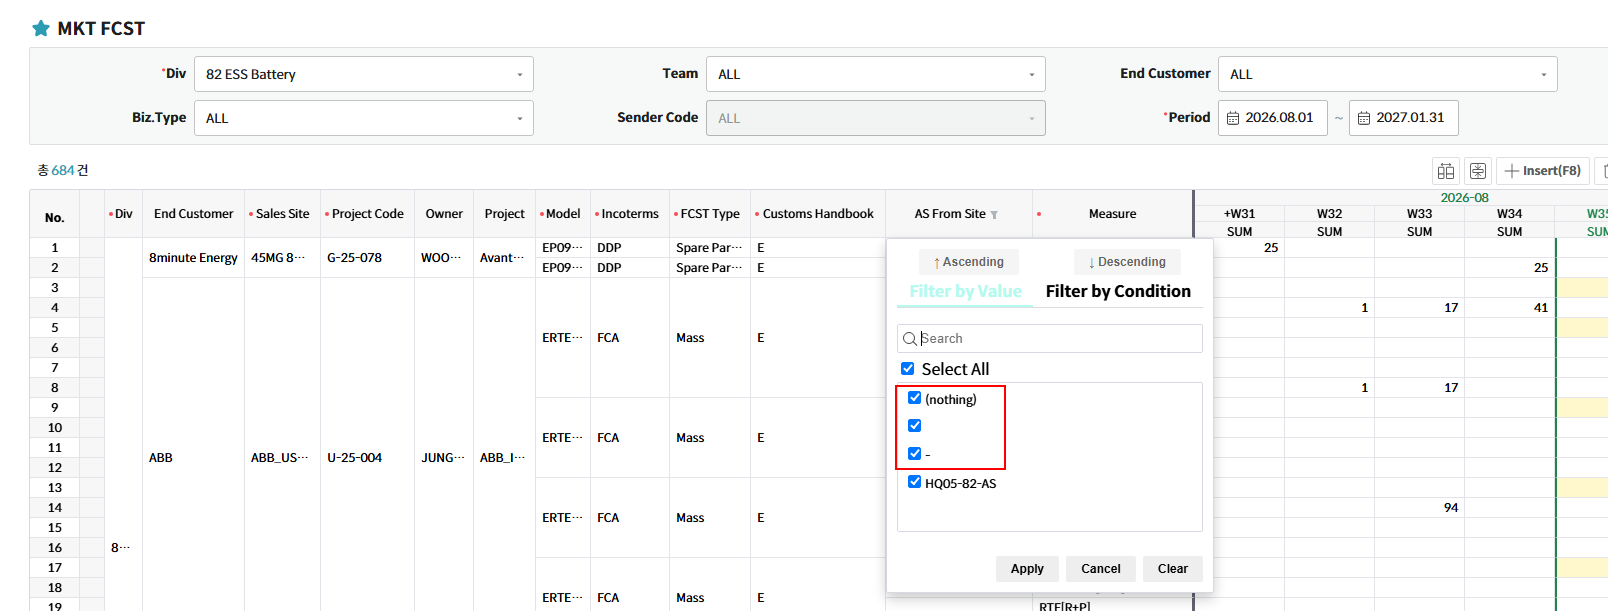 MKT FCST
*Div 82 ESS Battery Team ALL End Customer ALL
Biz.Type ALL Sender Code ALL *Period 2026.08.01 ~ 2027.01.31
총 684 건 Insert(F8)
No. Div End Customer Sales Site Project Code Owner Project Model Incoterms FCST Type Customs Handbook AS From Site Measure
2026-08
+W31 W32 W33 W34 W35
SUM SUM SUM SUM SUM
1 8minute Energy 45MG 8··· G-25-078 WOO··· Avant··· EP09··· DDP Spare Par··· E 25
2 EP09··· DDP Spare Par··· E 25
3
4 1 17 41
5
6 ERTE··· FCA Mass E
7
8 1 17
9
10
11 ERTE··· FCA Mass E
12 ABB ABB_US··· U-25-004 JUNG··· ABB_I···
13
14 94
15 ERTE··· FCA Mass E
16 8···
17
18 ERTE··· FCA Mass E
19 RTF[R+P]
↑ Ascending ↓ Descending
Filter by Value Filter by Condition
Search
Select All
(nothing)
-
HQ05-82-AS
Apply Cancel Clear